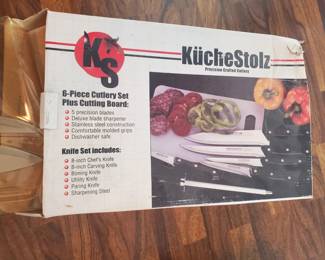 KS
KücheStolz
Precision Crafted Cutlery
6-Piece Cutlery Set
Plus Cutting Board:
• 5 precision blades
• Deluxe blade sharpener
• Stainless steel construction
• Comfortable molded grips
• Dishwasher safe
Knife Set includes:
• 8-inch Chef's Knife
• 8-inch Carving Knife
• Boning Knife
• Utility Knife
• Paring Knife
• Sharpening Steel